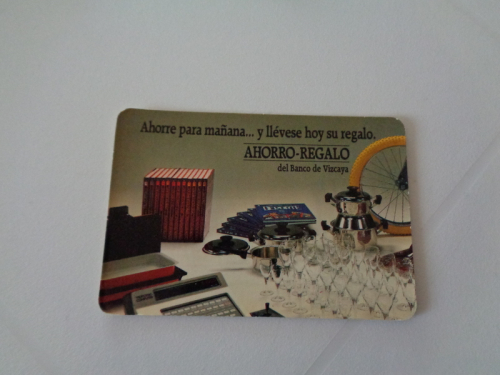 Ahorre para mañana... y llévese hoy su regalo.
AHORRO-REGALO
del Banco de Vizcaya